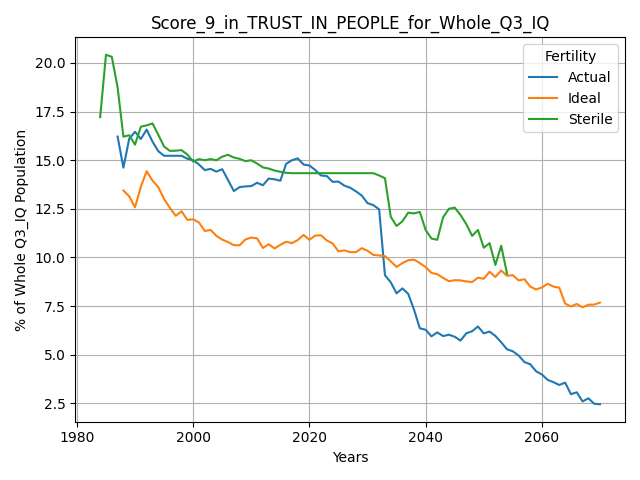 Score_9_in_TRUST_IN_PEOPLE_for_Whole_Q3_IQ
% of Whole Q3_IQ Population
20.0
17.5
15.0
12.5
10.0
7.5
5.0
2.5
Fertility
Actual
Ideal
Sterile
1980
2000
2020
2040
2060
Years